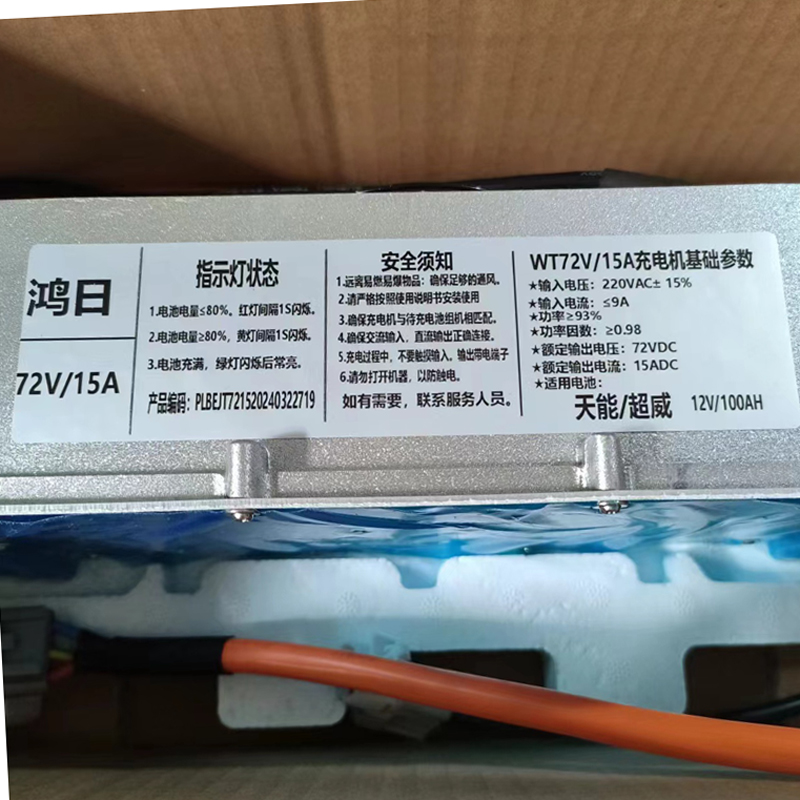 鸿日
72V/15A
指示灯状态
1.电池电量≤80%，红灯间隔1S闪烁。
2.电池电量≥80%，黄灯间隔1S闪烁。
3.电池充满，绿灯闪烁后常亮。
产品编码：PLBEJT721520240322719
安全须知
1.远离易燃易爆物品：确保足够的通风。
2.请严格按照使用说明书安装使用
3.确保充电机与待充电池组机相匹配。
4.确保交流输入，直流输出正确连接。
5.充电过程中，不要触摸输入，输出带电端子
6.请勿打开机器，以防触电。
如有需要，联系服务人员。
WT72V/15A充电机基础参数
★输入电压：220VAC±15%
★输入电流：≤9A
★功率≥93%
★功率因数：≥0.98
★额定输出电压：72VDC
★额定输出电流：15ADC
★适用电池：
天能/超威 12V/100AH